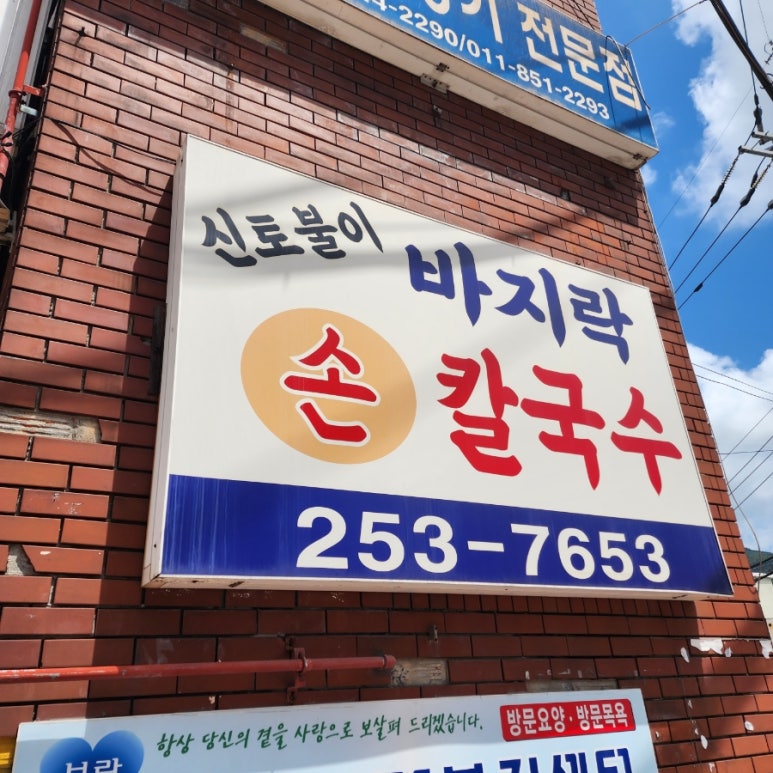 전문점
2290/011-851-2293
신토불이
바지락
손 칼국수
253-7653
항상 당신의 곁을 사랑으로 보살펴 드리겠습니다.
방문요양·방문목욕
보람